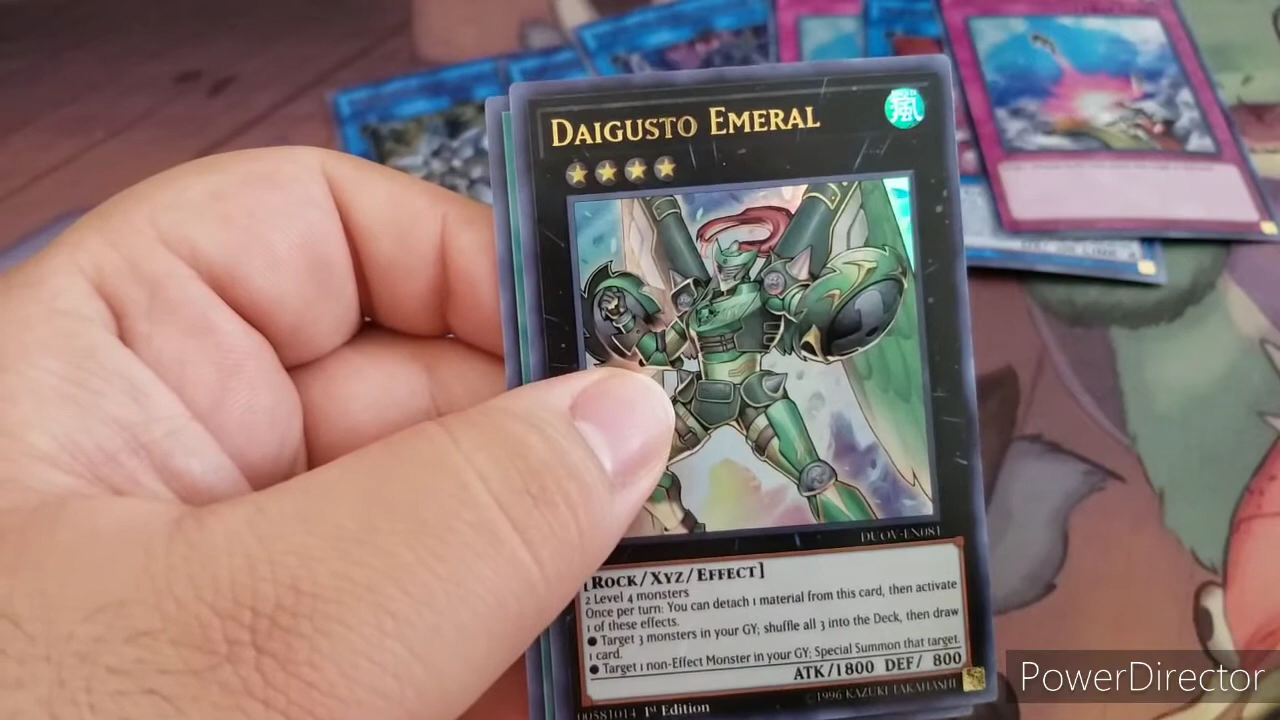 DAIGUSTO EMERAL
風
DUOV-EN081
[ROCK/XYZ/EFFECT]
2 Level 4 monsters
Once per turn: You can detach 1 material from this card, then activate
1 of these effects.
● Target 3 monsters in your GY; shuffle all 3 into the Deck, then draw
1 card.
● Target 1 non-Effect Monster in your GY; Special Summon that target.
ATK/1800 DEF/ 800
00581014 1st Edition
©1996 KAZUKI TAKAHASHI
PowerDirector